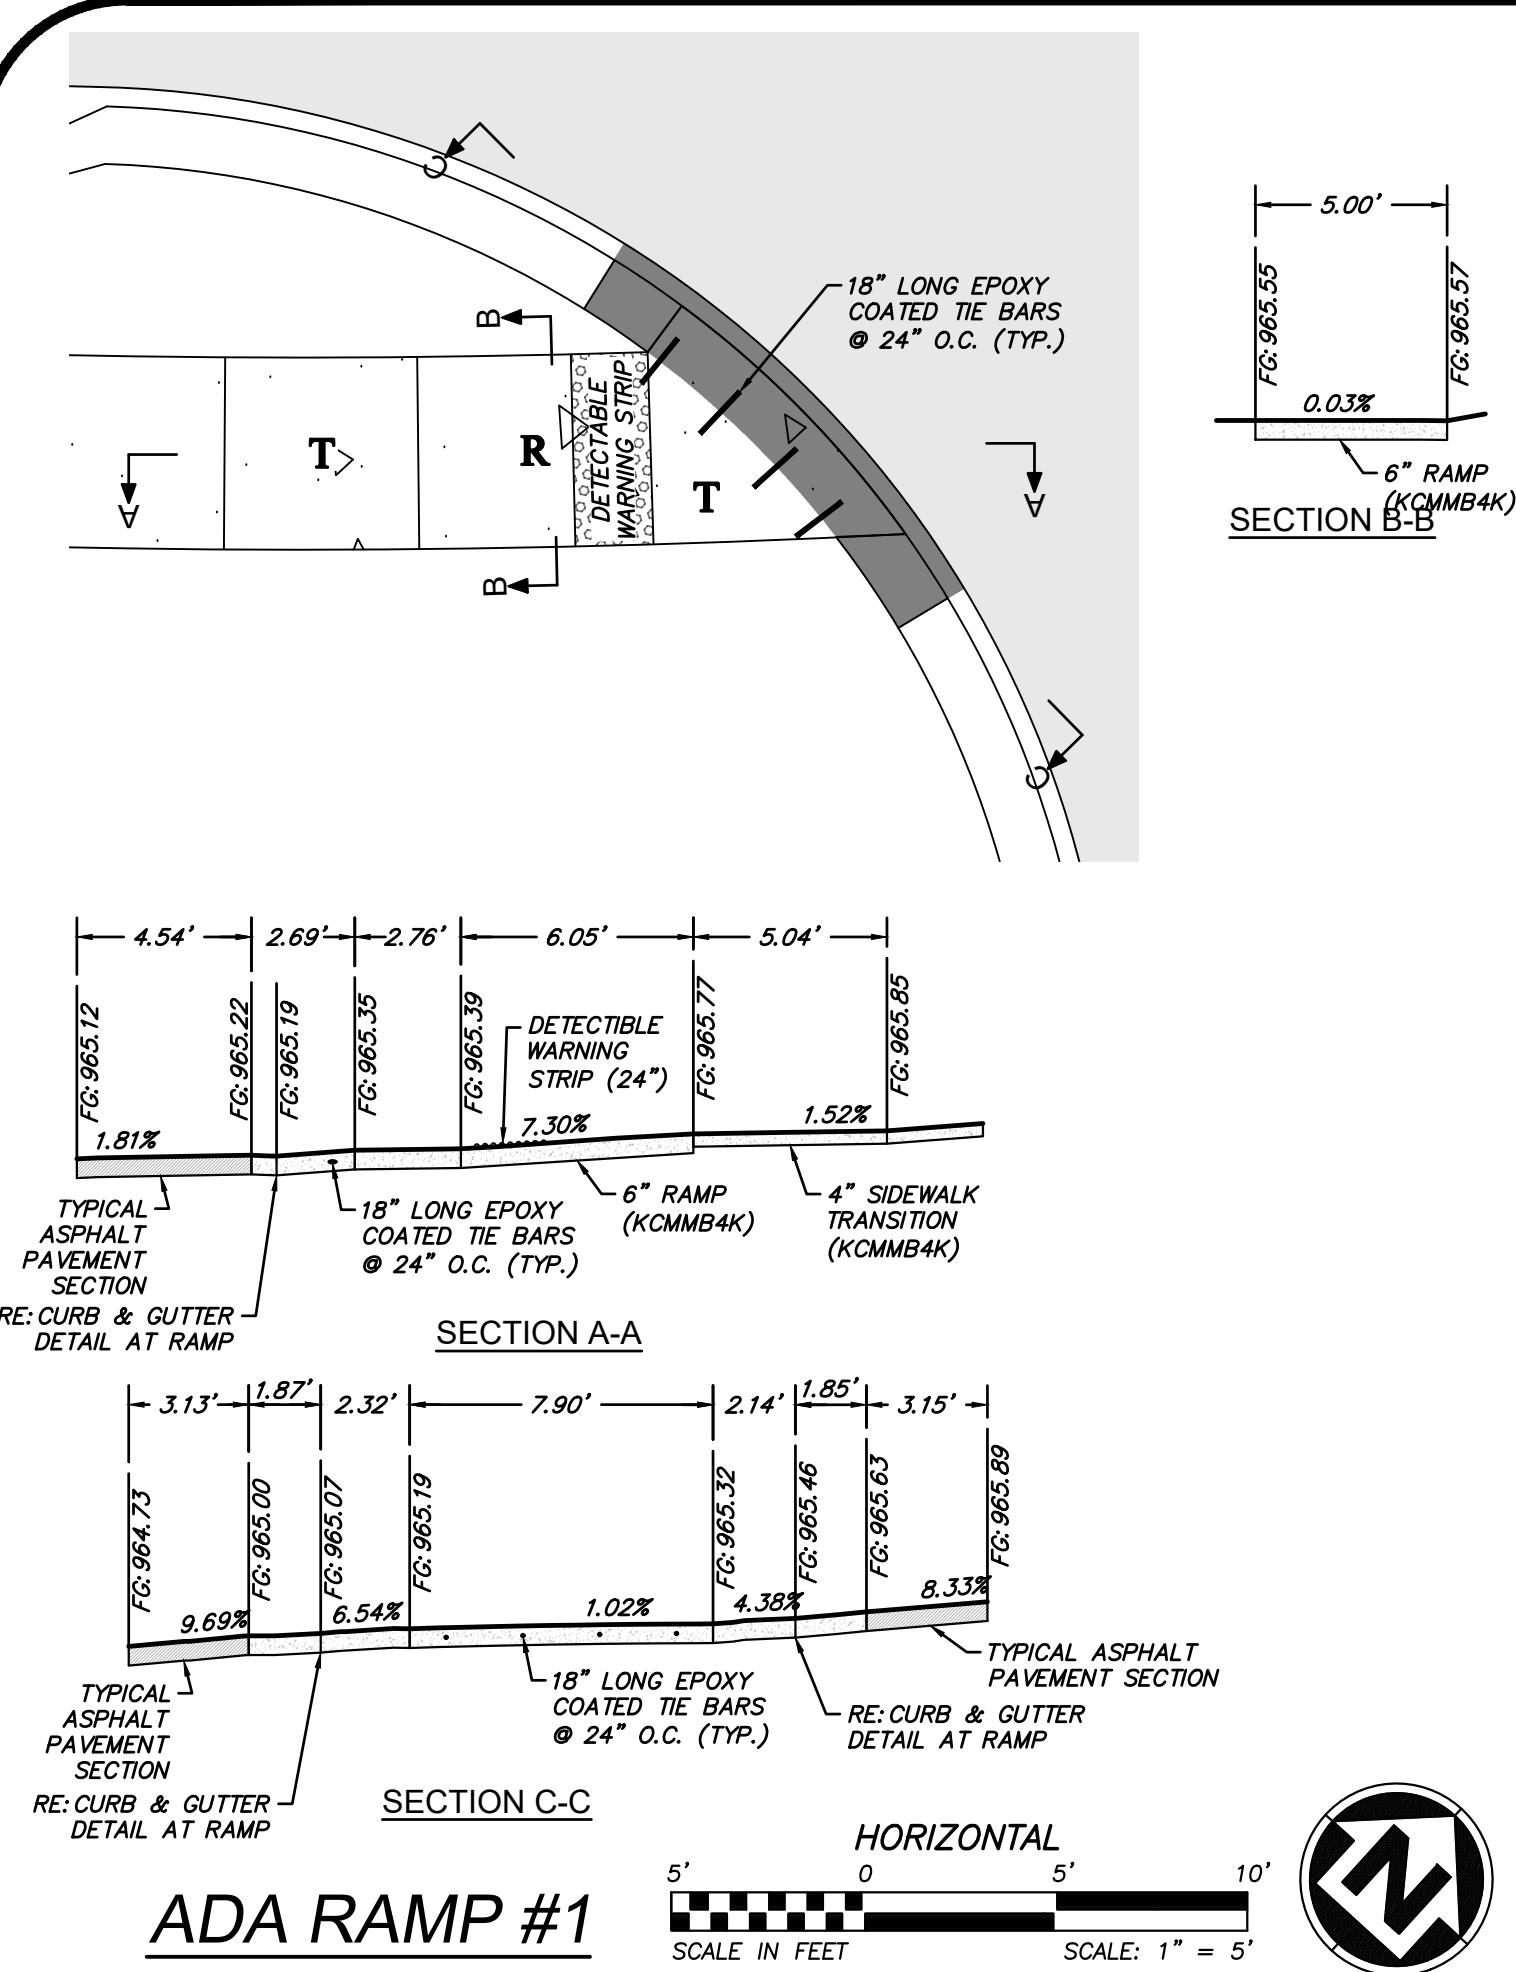 C
18" LONG EPOXY
COATED TIE BARS
@ 24" O.C. (TYP.)
B
DETECTABLE
WARNING STRIP
T
R
T
A
A
B
C
5.00'
FG: 965.55
FG: 965.57
0.03%
6" RAMP
(KCMMB4K)
SECTION B-B
4.54'
2.69'
2.76'
6.05'
5.04'
FG: 965.12
FG: 965.22
FG: 965.19
FG: 965.35
FG: 965.39
FG: 965.77
FG: 965.85
DETECTIBLE
WARNING
STRIP (24")
1.81%
7.30%
1.52%
TYPICAL
ASPHALT
PAVEMENT
SECTION
RE: CURB & GUTTER
DETAIL AT RAMP
18" LONG EPOXY
COATED TIE BARS
@ 24" O.C. (TYP.)
6" RAMP
(KCMMB4K)
4" SIDEWALK
TRANSITION
(KCMMB4K)
SECTION A-A
3.13'
1.87'
2.32'
7.90'
2.14'
1.85'
3.15'
FG: 964.73
FG: 965.00
FG: 965.07
FG: 965.19
FG: 965.32
FG: 965.46
FG: 965.63
FG: 965.89
9.69%
6.54%
1.02%
4.38%
8.33%
TYPICAL
ASPHALT
PAVEMENT
SECTION
RE: CURB & GUTTER
DETAIL AT RAMP
18" LONG EPOXY
COATED TIE BARS
@ 24" O.C. (TYP.)
RE: CURB & GUTTER
DETAIL AT RAMP
TYPICAL ASPHALT
PAVEMENT SECTION
SECTION C-C
ADA RAMP #1
HORIZONTAL
5' 0 5' 10'
SCALE IN FEET SCALE: 1" = 5'
N